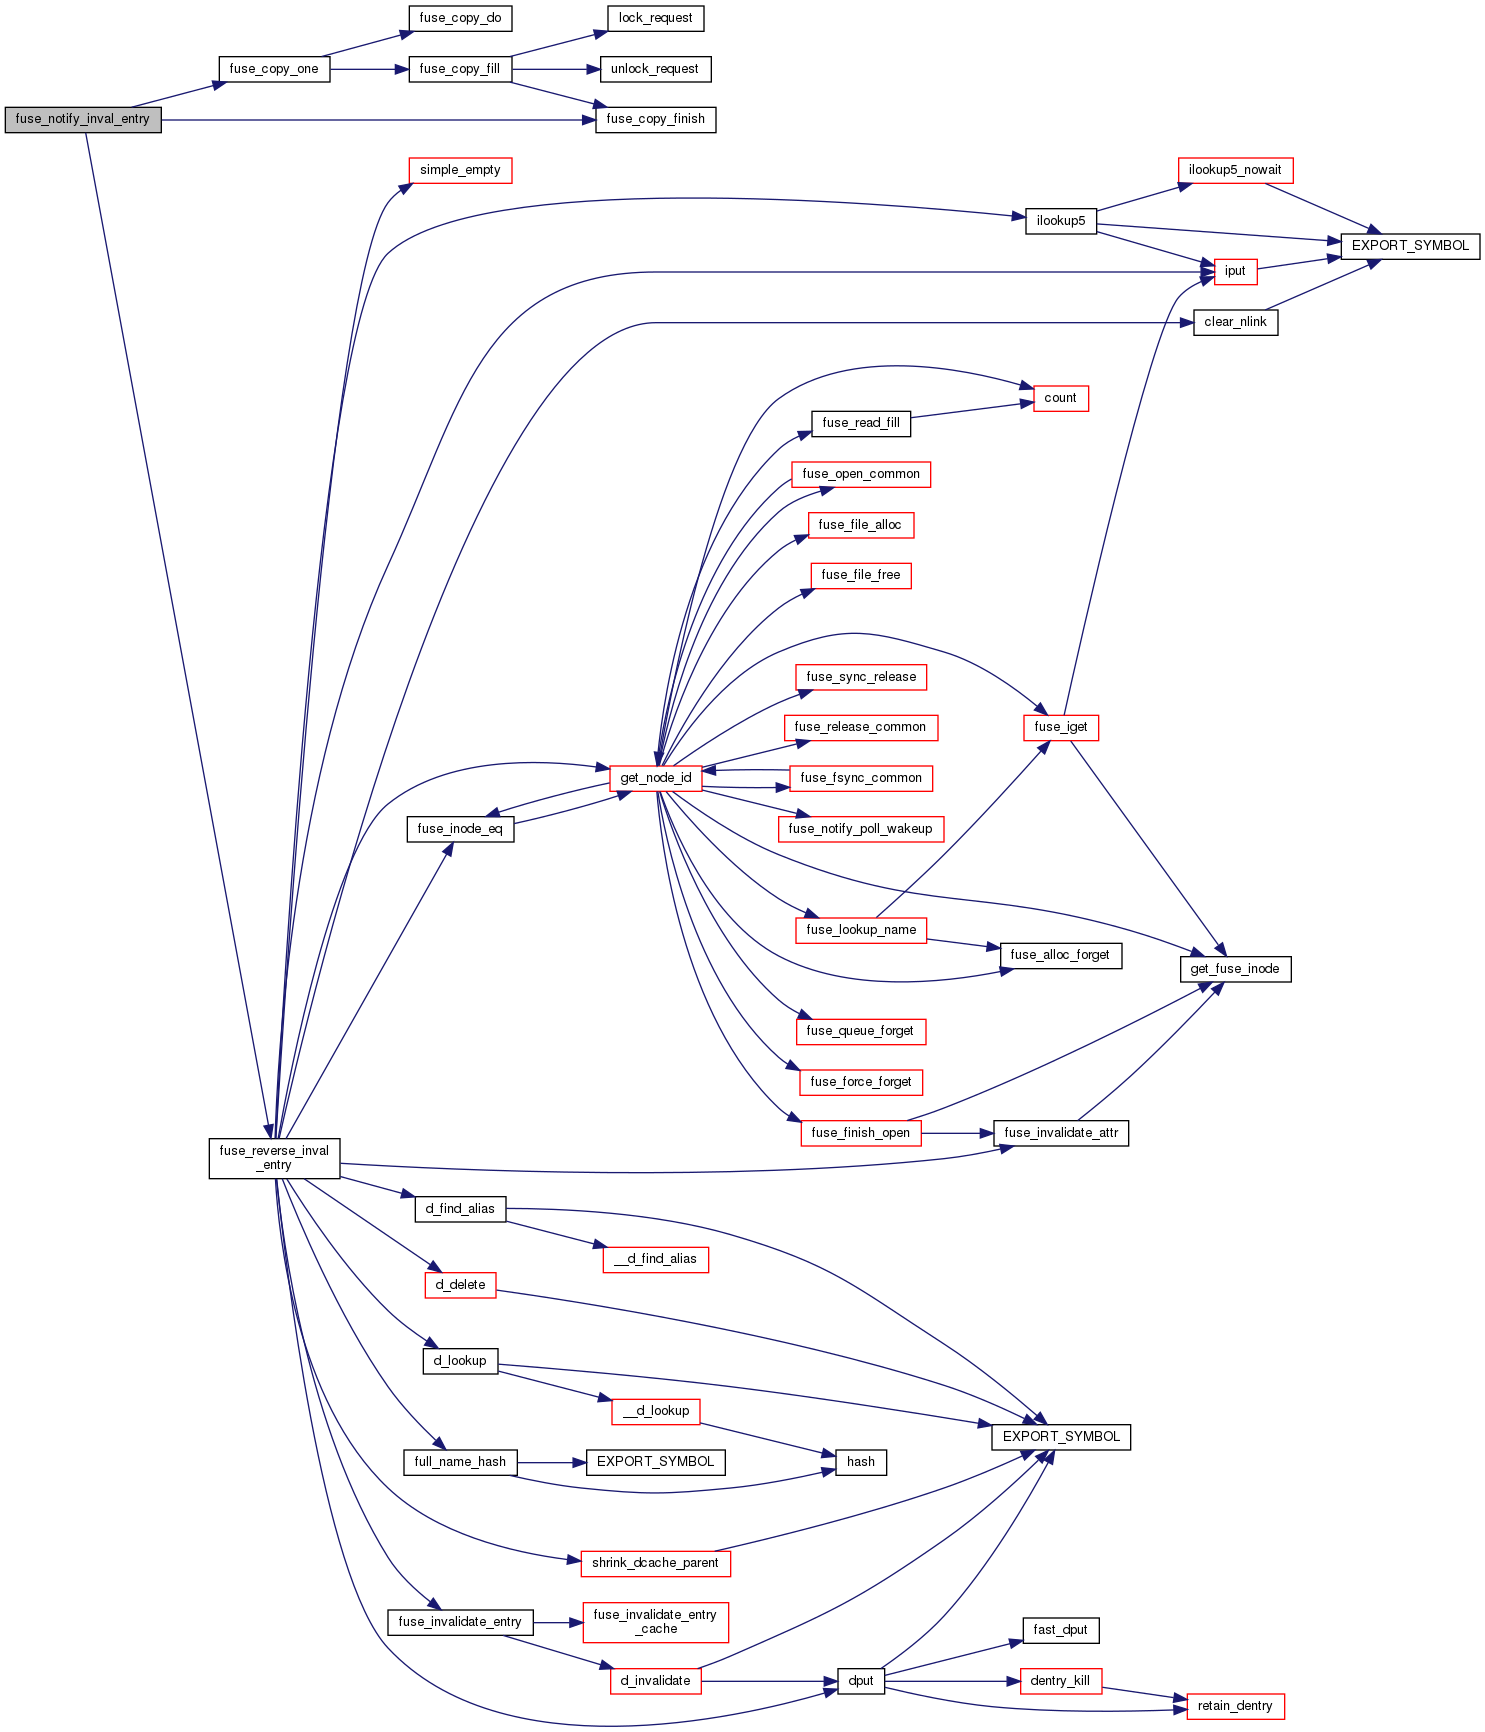 fuse_copy_do
lock_request
fuse_copy_one
fuse_copy_fill
unlock_request
fuse_notify_inval_entry
fuse_copy_finish
simple_empty
ilookup5_nowait
ilookup5
EXPORT_SYMBOL
iput
clear_nlink
count
fuse_read_fill
fuse_open_common
fuse_file_alloc
fuse_file_free
fuse_sync_release
fuse_release_common
fuse_iget
get_node_id
fuse_fsync_common
fuse_inode_eq
fuse_notify_poll_wakeup
fuse_lookup_name
fuse_alloc_forget
get_fuse_inode
fuse_queue_forget
fuse_force_forget
fuse_finish_open
fuse_invalidate_attr
fuse_reverse_inval
_entry
d_find_alias
__d_find_alias
d_delete
d_lookup
__d_lookup
EXPORT_SYMBOL
full_name_hash
EXPORT_SYMBOL
hash
shrink_dcache_parent
fuse_invalidate_entry
fuse_invalidate_entry
_cache
fast_dput
d_invalidate
dput
dentry_kill
retain_dentry